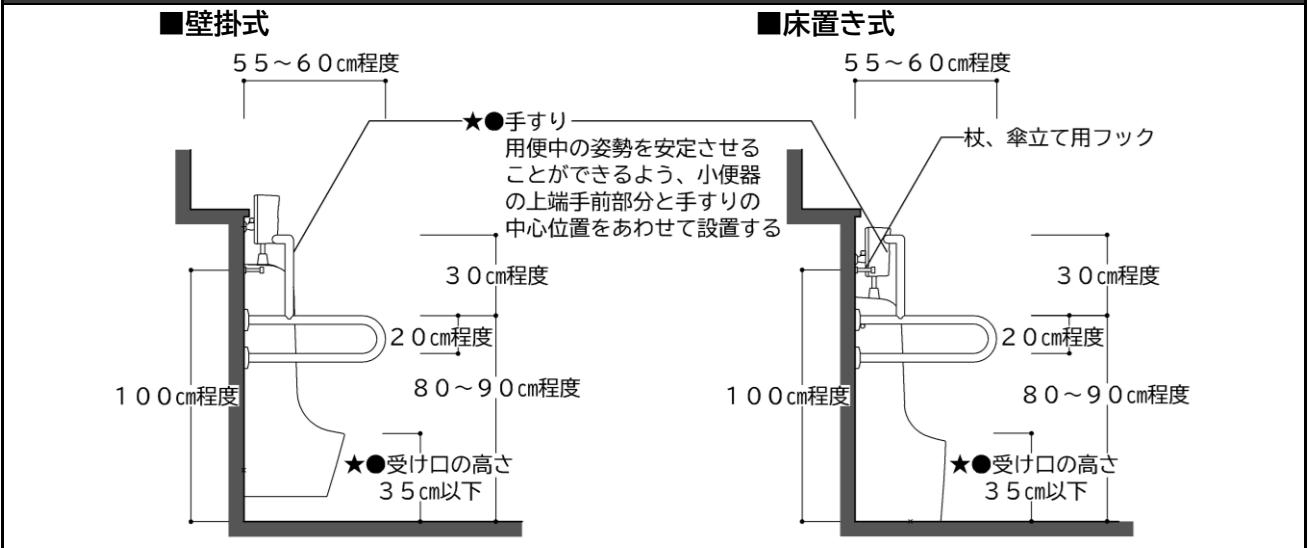 ■壁掛式
５５～６０㎝程度
★●手すり
用便中の姿勢を安定させる
ことができるよう、小便器
の上端手前部分と手すりの
中心位置をあわせて設置する
３０㎝程度
２０㎝程度
１００㎝程度
８０～９０㎝程度
★●受け口の高さ
３５㎝以下
■床置き式
５５～６０㎝程度
杖、傘立て用フック
３０㎝程度
２０㎝程度
１００㎝程度
８０～９０㎝程度
★●受け口の高さ
３５㎝以下